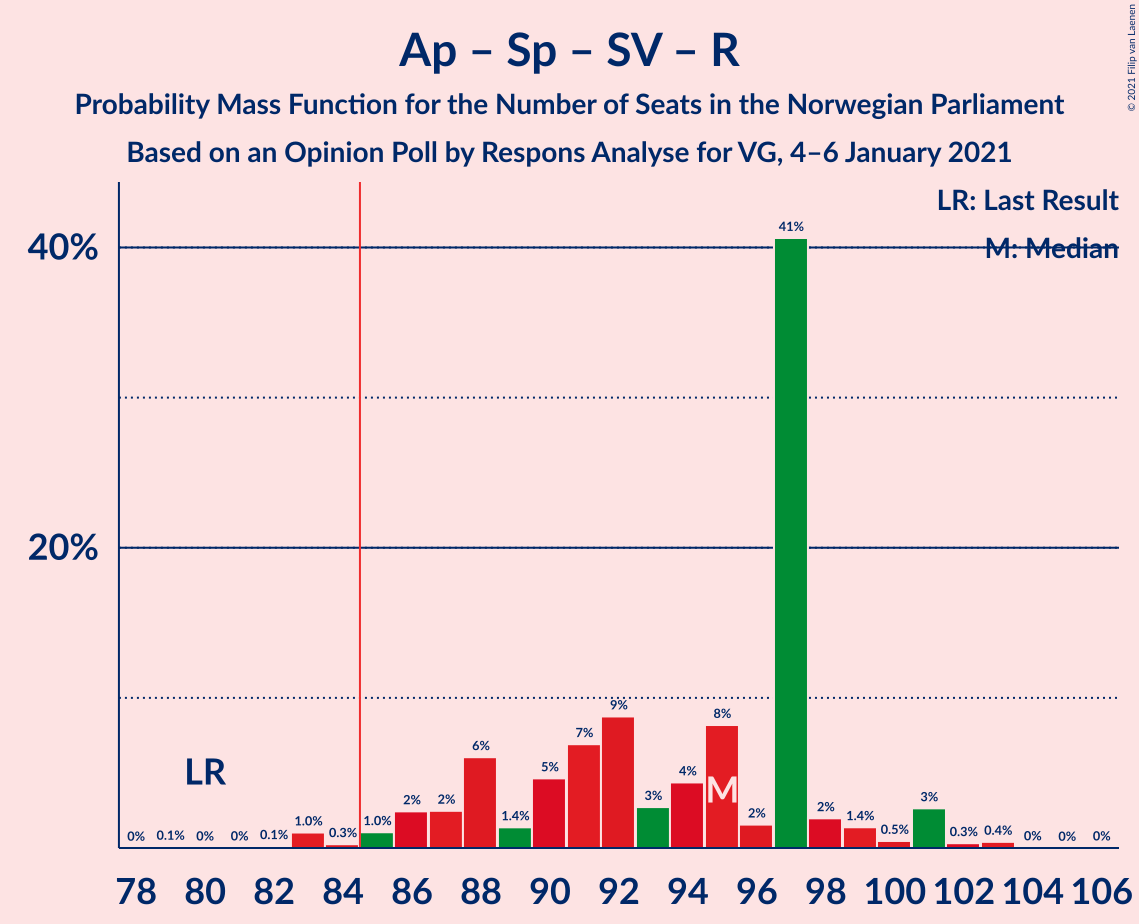 Ap – Sp – SV – R
Probability Mass Function for the Number of Seats in the Norwegian Parliament
Based on an Opinion Poll by Respons Analyse for VG, 4–6 January 2021
© 2021 Filip van Laenen
LR: Last Result
M: Median
40%
20%
LR
M
0% 0.1% 0% 0% 0.1% 1.0% 0.3% 1.0% 2% 2% 6% 1.4% 5% 7% 9% 3% 4% 8% 2% 41% 2% 1.4% 0.5% 3% 0.3% 0.4% 0% 0% 0%
78 80 82 84 86 88 90 92 94 96 98 100 102 104 106